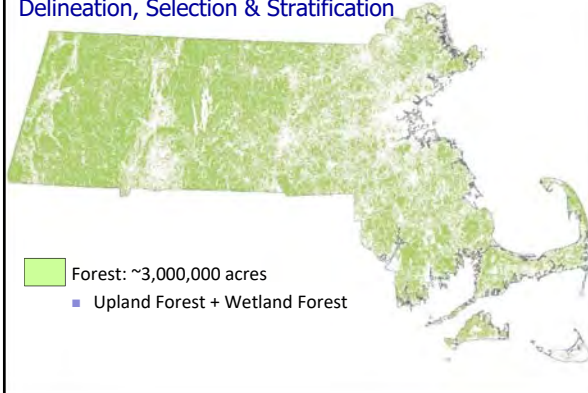 Delineation, Selection & Stratification
Forest: ~3,000,000 acres
Upland Forest + Wetland Forest